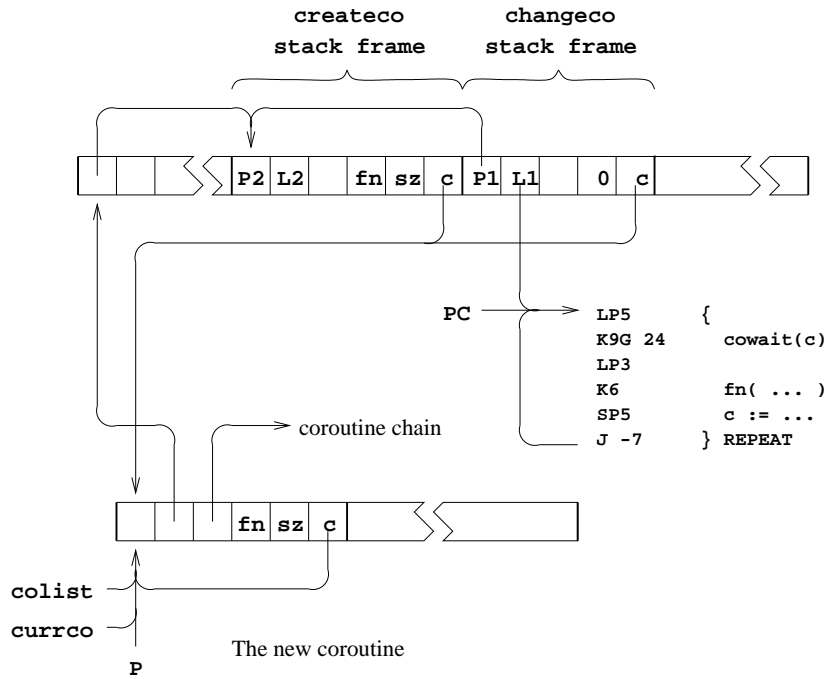 createco changeco
stack frame stack frame
P2 L2 fn sz c P1 L1 0 c
PC LP5 {
K9G 24 cowait(c)
LP3
K6 fn( ... )
SP5 c := ...
J -7 } REPEAT
coroutine chain
fn sz c
colist
currco
The new coroutine
P